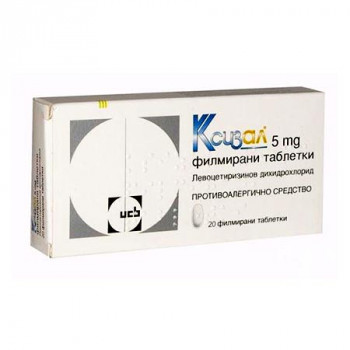 Ксизал® 5 mg
филмирани таблетки
Левоцетиризинов дихидрохлорид
ПРОТИВОАЛЕРГИЧНО СРЕДСТВО
20 филмирани таблетки
ucb